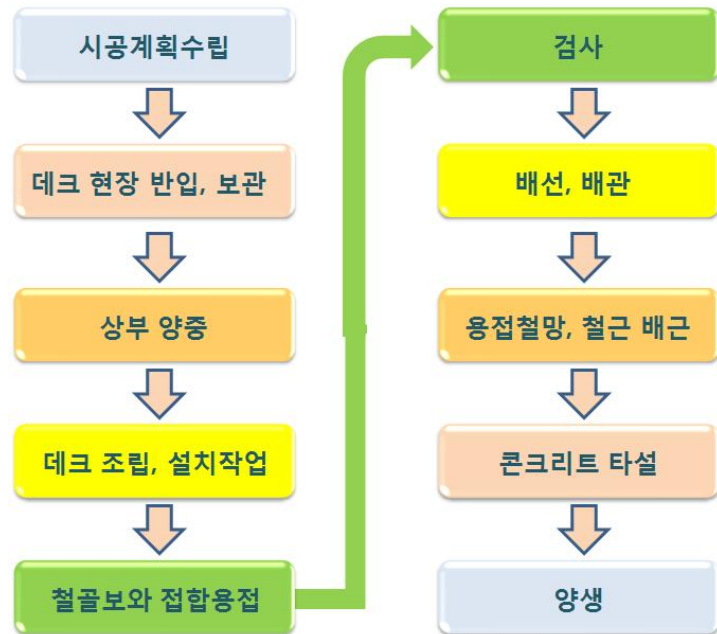 시공계획수립
데크 현장 반입, 보관
상부 양중
데크 조립, 설치작업
철골보와 접합용접
검사
배선, 배관
용접철망, 철근 배근
콘크리트 타설
양생